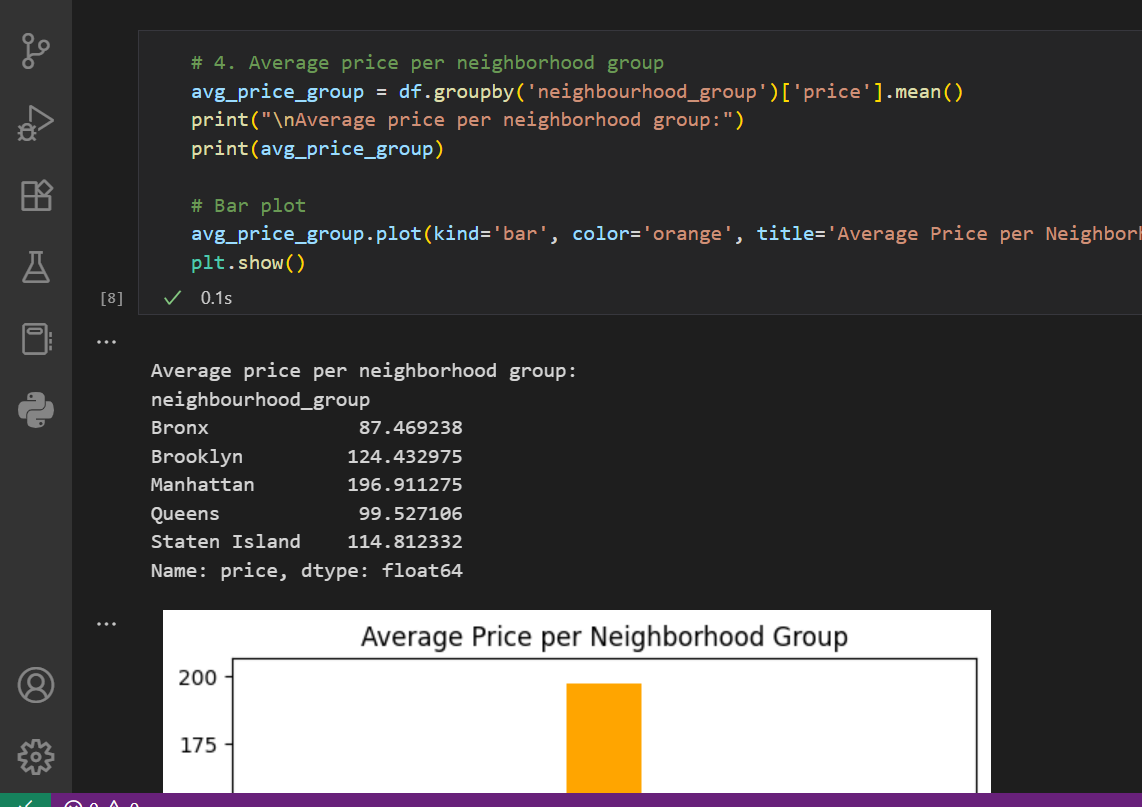 # 4. Average price per neighborhood group
avg_price_group = df.groupby('neighbourhood_group')['price'].mean()
print("\nAverage price per neighborhood group:")
print(avg_price_group)
# Bar plot
avg_price_group.plot(kind='bar', color='orange', title='Average Price per Neighborh
plt.show()
[8] 0.1s
...
Average price per neighborhood group:
neighbourhood_group
Bronx 87.469238
Brooklyn 124.432975
Manhattan 196.911275
Queens 99.527106
Staten Island 114.812332
Name: price, dtype: float64
...
Average Price per Neighborhood Group
200
175